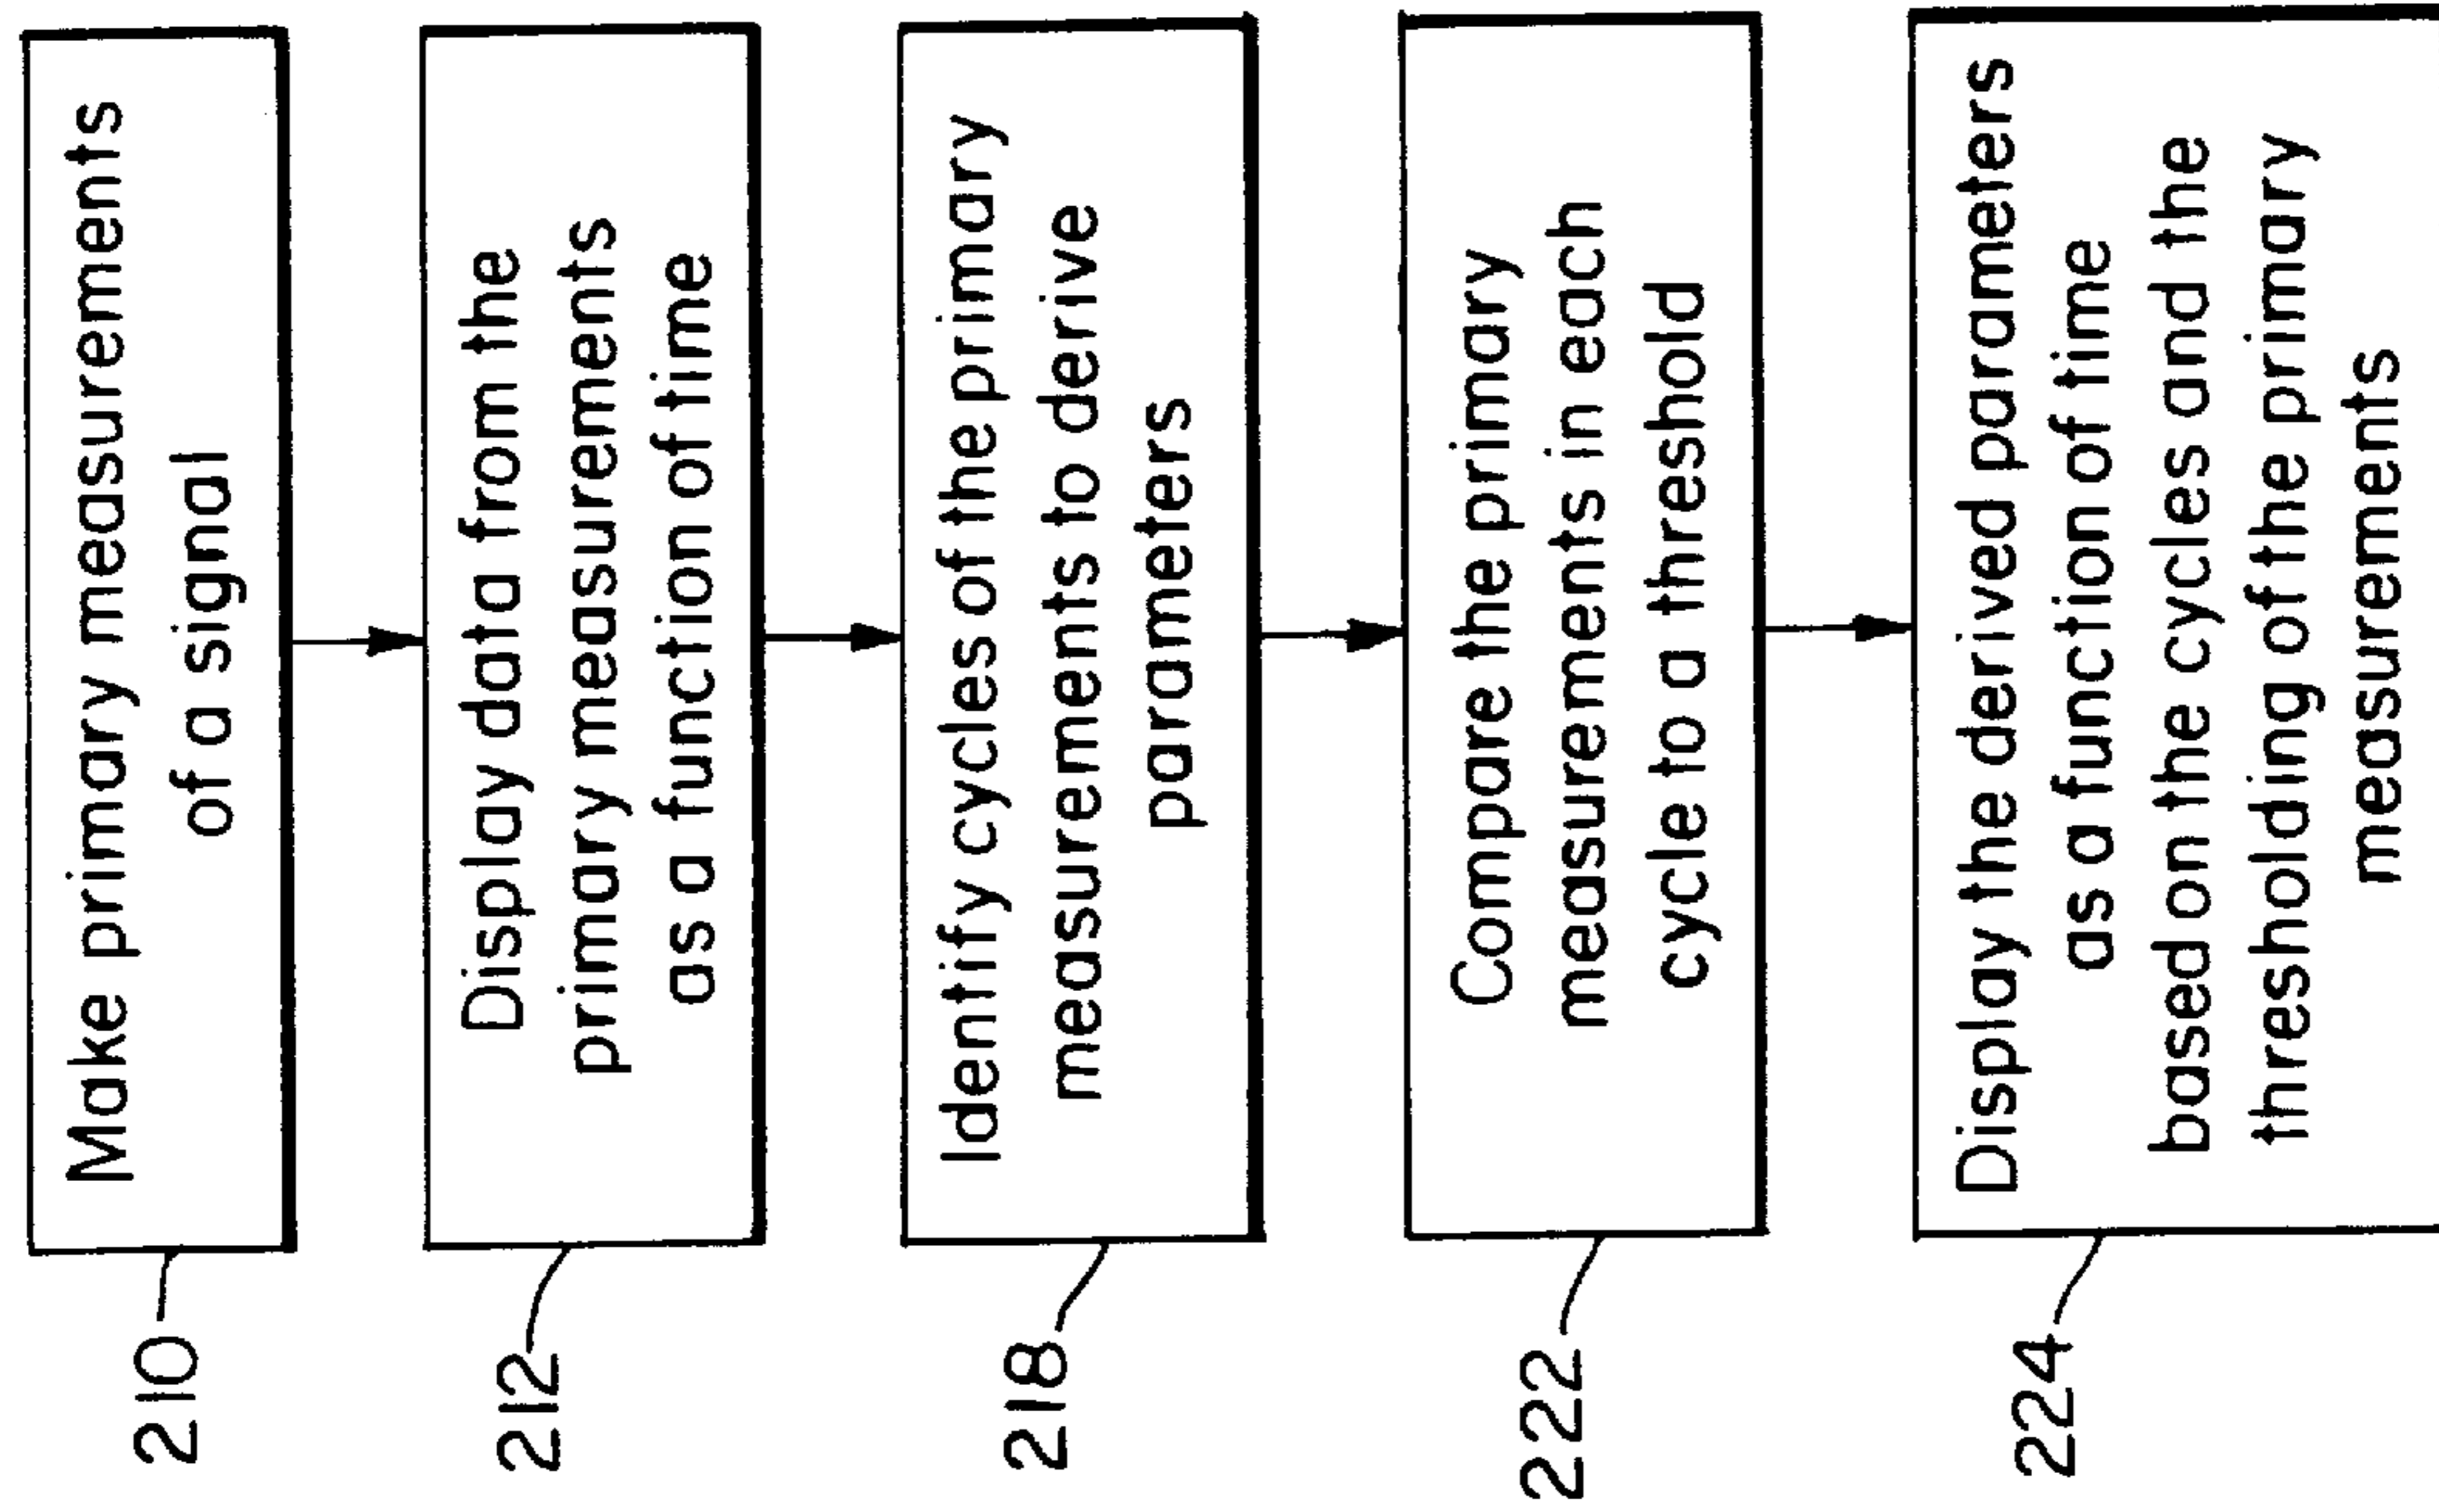 Make primary measurements
of a signal
210
Display data from the
primary measurements
as a function of time
212
Identify cycles of the primary
measurements to derive
parameters
218
Compare the primary
measurements in each
cycle to a threshold
222
Display the derived parameters
as a function of time
based on the cycles and the
thresholding of the primary
measurements
224